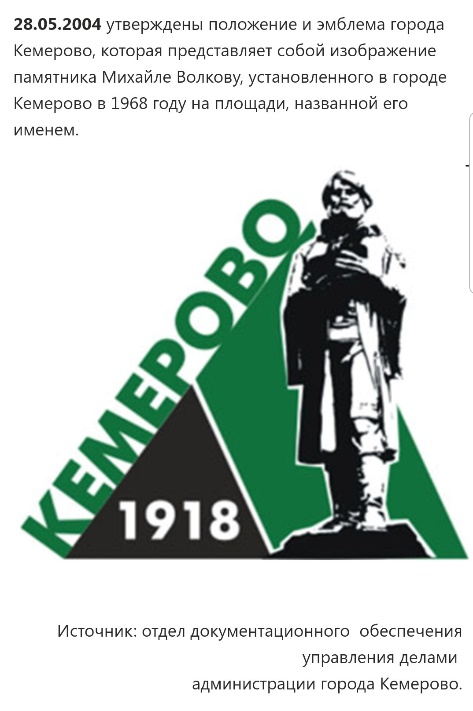 28.05.2004 утверждены положение и эмблема города
Кемерово, которая представляет собой изображение
памятника Михайле Волкову, установленного в городе
Кемерово в 1968 году на площади, названной его
именем.
КЕМЕРОВО
1918
Источник: отдел документационного  обеспечения
управления делами
администрации города Кемерово.